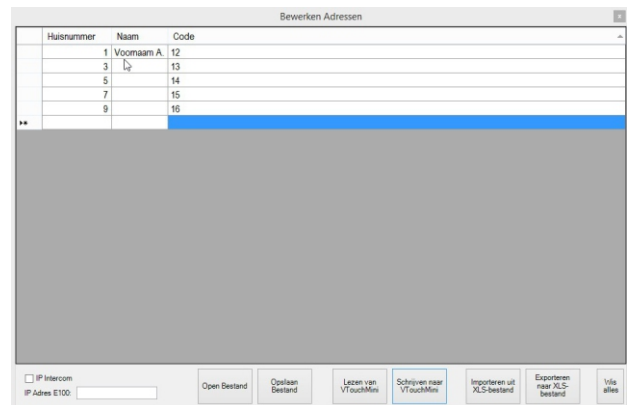 Bewerken Adressen
x
Huisnummer Naam Code
1 Voornaam A. 12
3 13
5 14
7 15
9 16
IP Intercom
IP Adres E100:
Open Bestand
Opslaan
Bestand
Lezen van
VTouchMini
Schrijven naar
VTouchMini
Importeren uit
XLS-bestand
Exporteren
naar XLS-
bestand
Wis
alles